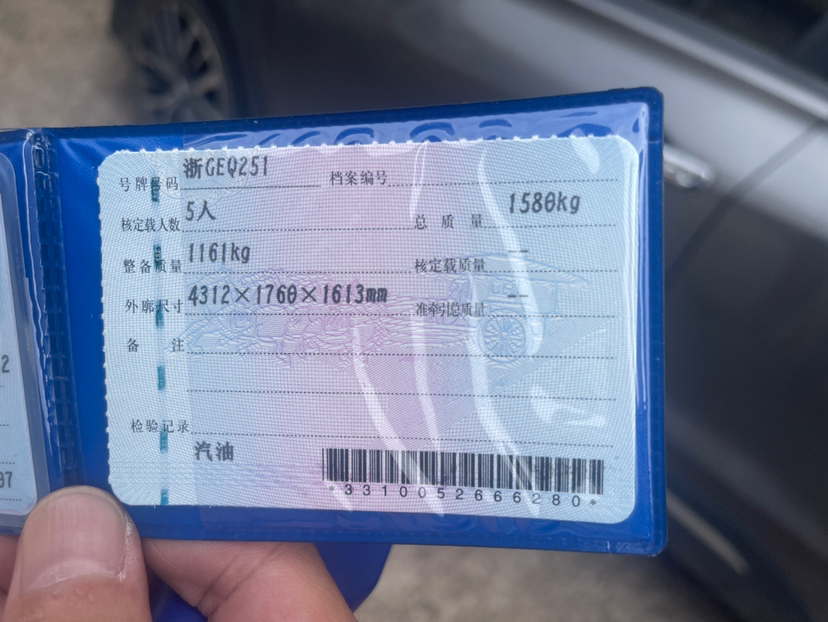 号牌号码 浙GEQ251 档案编号
核定载人数 5人 总质量 1580kg
整备质量 1161kg 核定载质量 --
外廓尺寸 4312×1760×1613mm 准牵引总质量 --
备注
检验记录
汽油
*3310052666280*
2
97